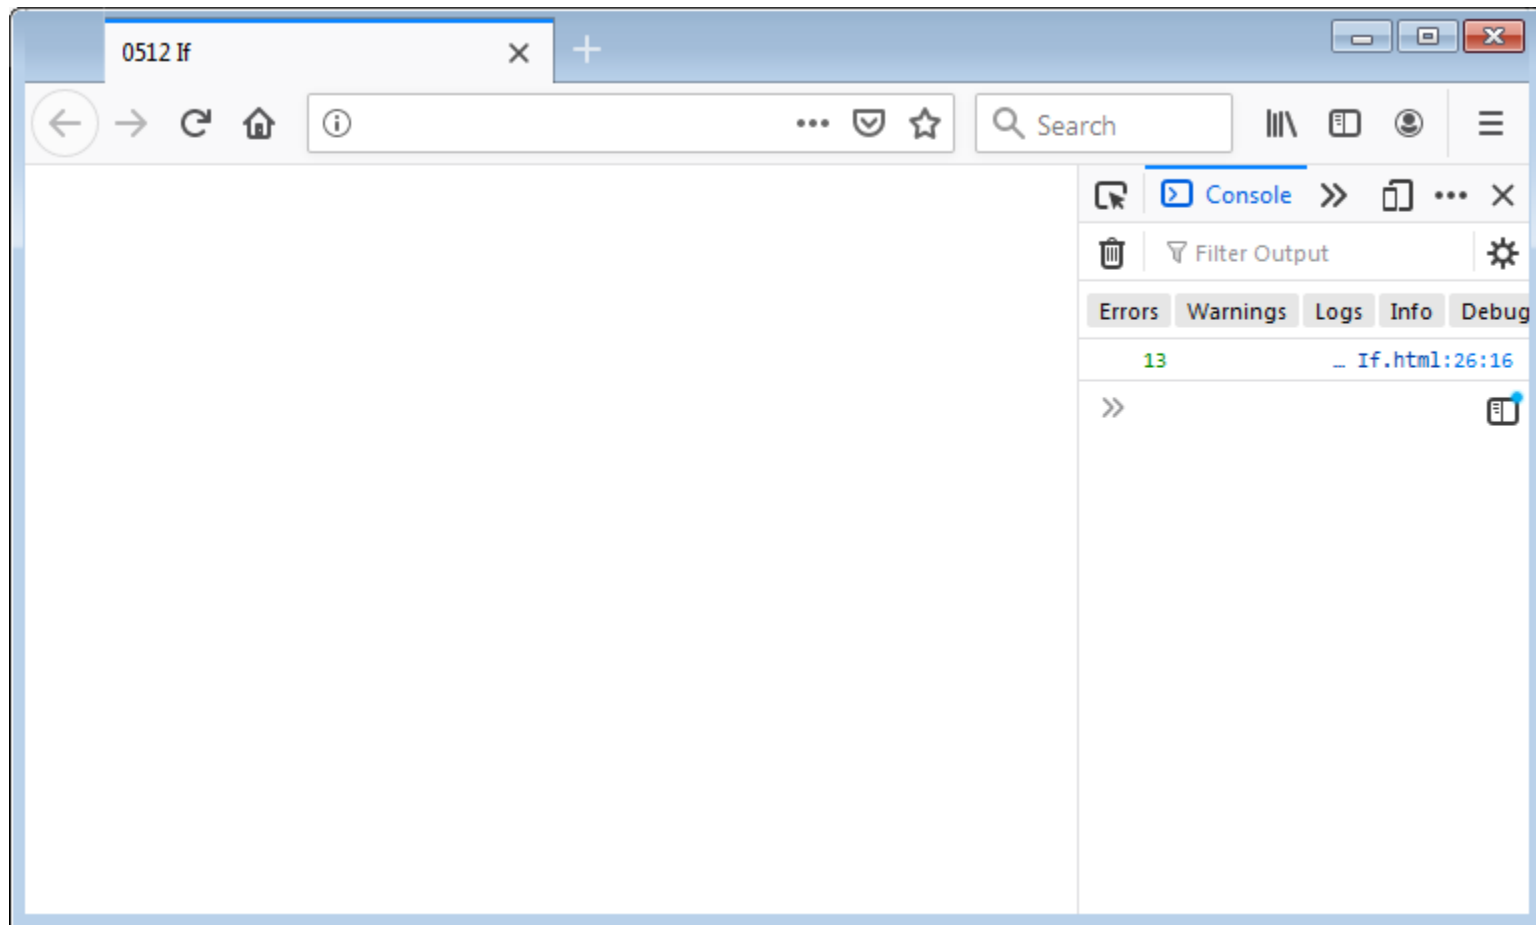 0512 If
Search
Console
Filter Output
Errors Warnings Logs Info Debug
13 … If.html:26:16